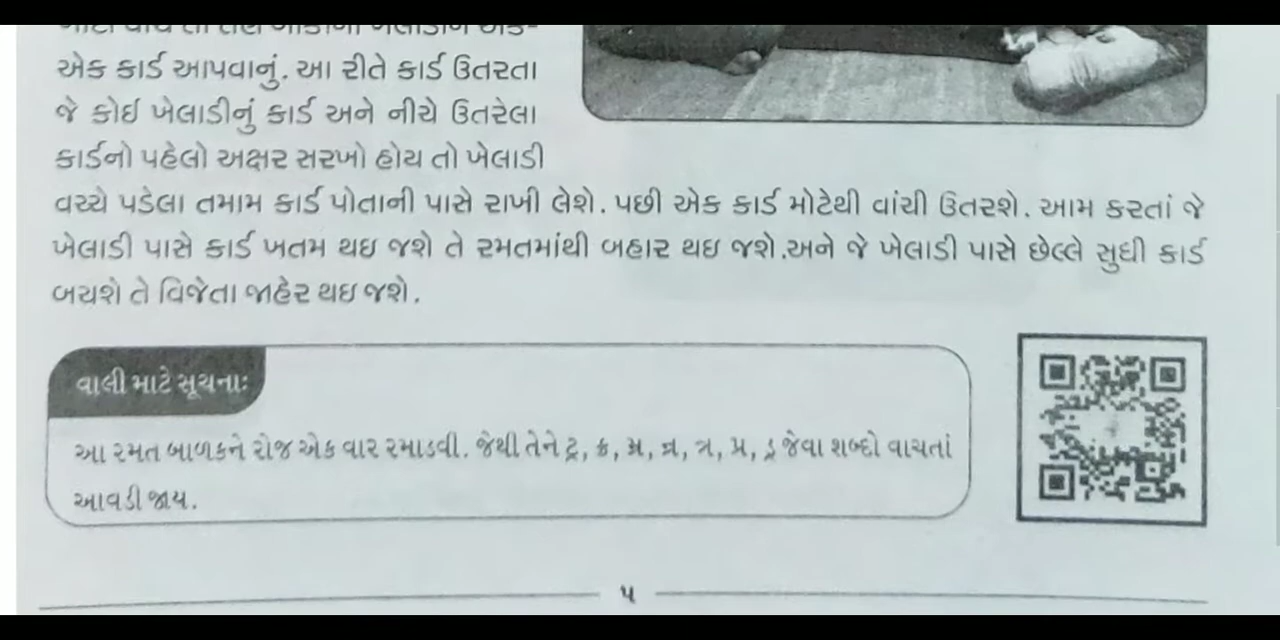 એક કાર્ડ આપવાનું. આ રીતે કાર્ડ ઉતરતા
જે કોઈ ખેલાડીનું કાર્ડ અને નીચે ઉતરેલા
કાર્ડનો પહેલો અક્ષર સરખો હોય તો ખેલાડી
વચ્ચે પડેલા તમામ કાર્ડ પોતાની પાસે રાખી લેશે. પછી એક કાર્ડ મોટેથી વાંચી ઉતરશે. આમ કરતાં જે
ખેલાડી પાસે કાર્ડ ખતમ થઇ જશે તે રમતમાંથી બહાર થઇ જશે.અને જે ખેલાડી પાસે છેલ્લે સુધી કાર્ડ
બચશે તે વિજેતા જાહેર થઇ જશે.
વાલી માટે સૂચનાઃ
આ રમત બાળકને રોજ એક વાર રમાડવી. જેથી તેને ટ્ર, ક્ર, ત્ર, પ્ર, ડ્ર જેવા શબ્દો વાચતાં
આવડી જાય.
૫